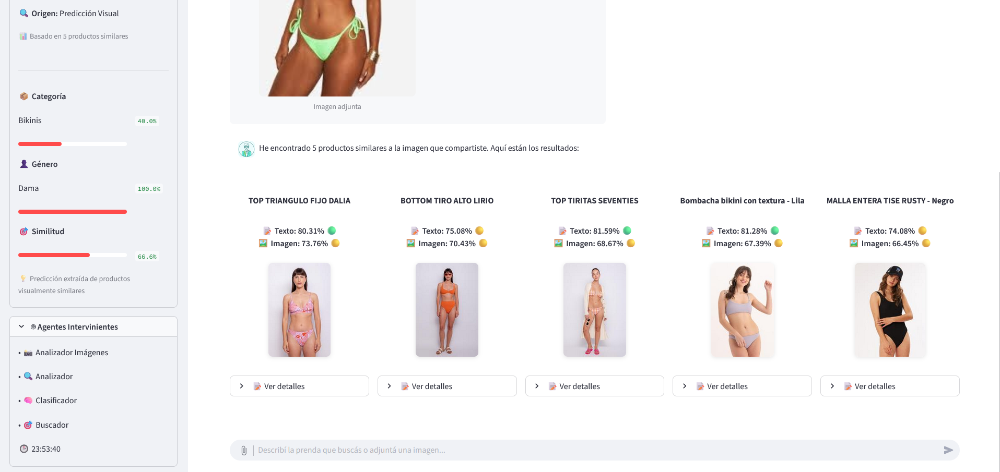 Origen: Predicción Visual
Basado en 5 productos similares
Categoría
Bikinis 40.0%
Género
Dama 100.0%
Similitud
66.6%
Predicción extraída de productos
visualmente similares
Agentes Intervinientes
• Analizador Imágenes
• Analizador
• Clasificador
• Buscador
23:53:40
Imagen adjunta
He encontrado 5 productos similares a la imagen que compartiste. Aquí están los resultados:
TOP TRIANGULO FIJO DALIA
Texto: 80.31%
Imagen: 73.76%
Ver detalles
BOTTOM TIRO ALTO LIRIO
Texto: 75.08%
Imagen: 70.43%
Ver detalles
TOP TIRITAS SEVENTIES
Texto: 81.59%
Imagen: 68.67%
Ver detalles
Bombacha bikini con textura - Lila
Texto: 81.28%
Imagen: 67.39%
Ver detalles
MALLA ENTERA TISE RUSTY - Negro
Texto: 74.08%
Imagen: 66.45%
Ver detalles
Describí la prenda que buscás o adjuntá una imagen...